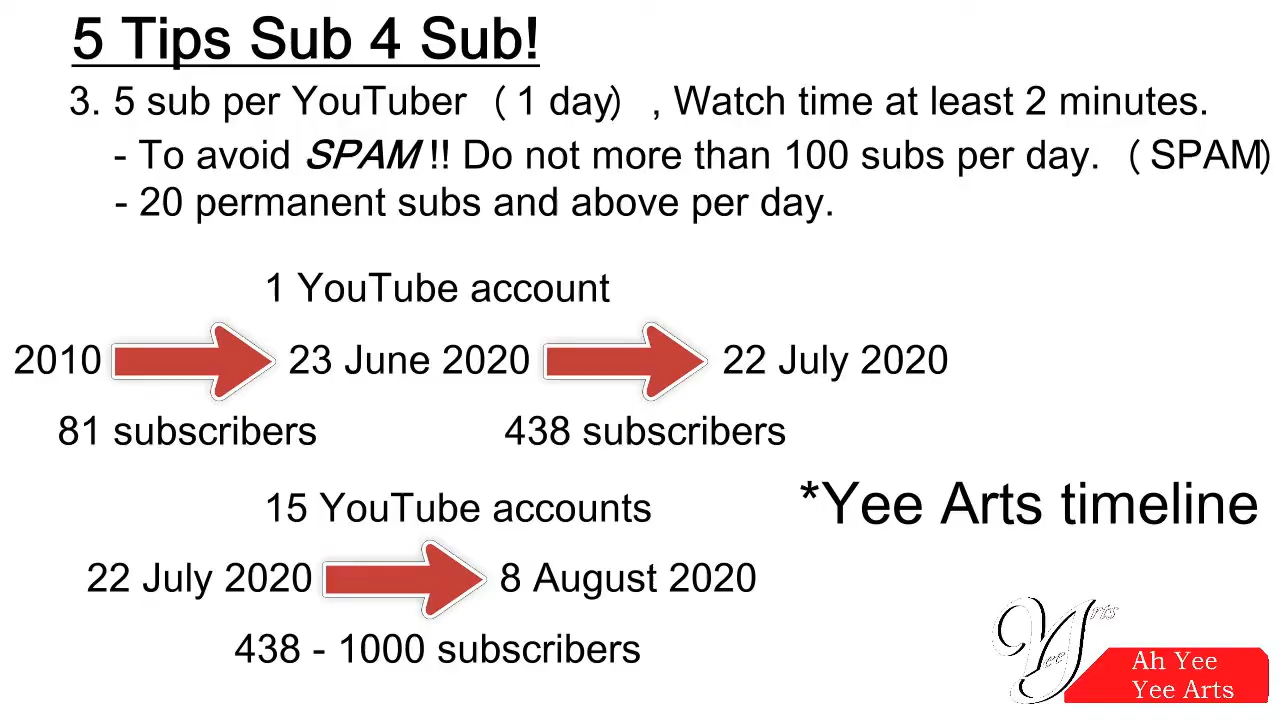 5 Tips Sub 4 Sub!
3. 5 sub per YouTuber （1 day） , Watch time at least 2 minutes.
- To avoid SPAM !! Do not more than 100 subs per day. （SPAM）
- 20 permanent subs and above per day.
1 YouTube account
2010 23 June 2020 22 July 2020
81 subscribers 438 subscribers
15 YouTube accounts
*Yee Arts timeline
22 July 2020 8 August 2020
438 - 1000 subscribers
Yee Arts
Ah Yee
Yee Arts